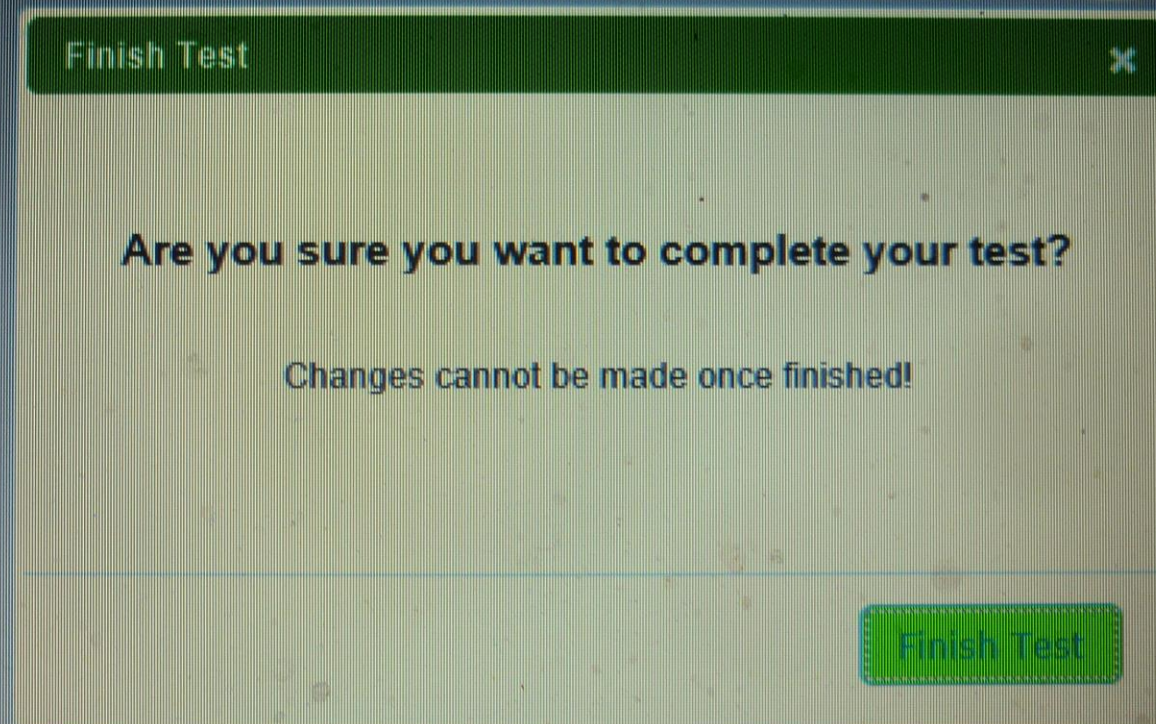 Finish Test
Are you sure you want to complete your test?
Changes cannot be made once finished!
Finish Test